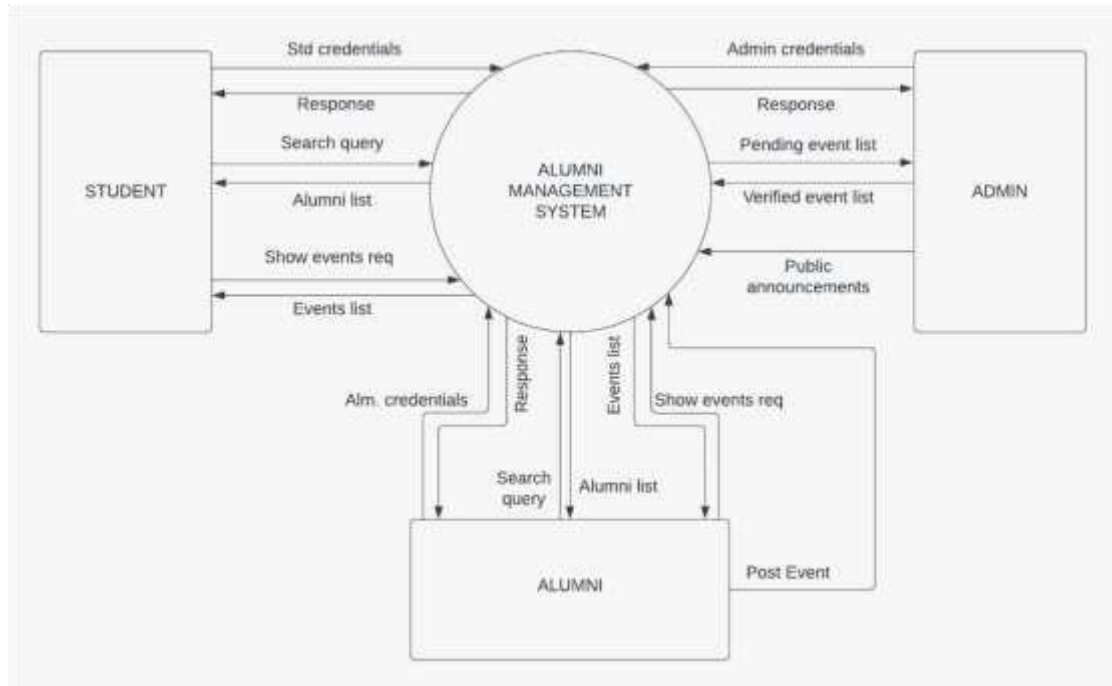 Std credentials
Response
Search query
Alumni list
Show events req
Events list
STUDENT
ALUMNI
MANAGEMENT
SYSTEM
Admin credentials
Response
Pending event list
Verified event list
Public
announcements
ADMIN
Alm. credentials
Response
Search
query
Alumni list
Events list
Show events req
Post Event
ALUMNI